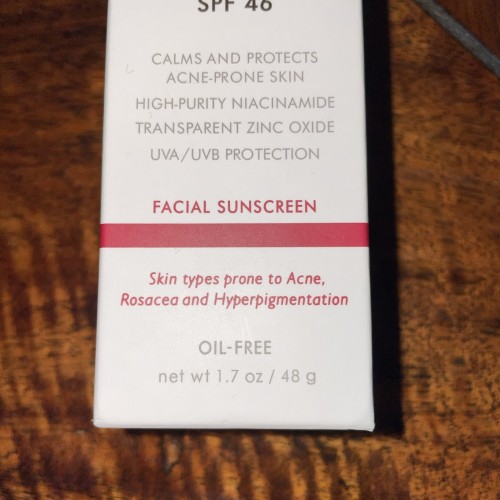 SPF 46
CALMS AND PROTECTS
ACNE-PRONE SKIN
HIGH-PURITY NIACINAMIDE
TRANSPARENT ZINC OXIDE
UVA/UVB PROTECTION
FACIAL SUNSCREEN
Skin types prone to Acne,
Rosacea and Hyperpigmentation
OIL-FREE
net wt 1.7 oz / 48 g